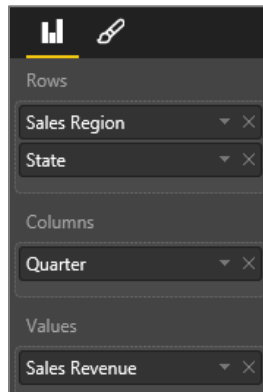 Rows
Sales Region
State
Columns
Quarter
Values
Sales Revenue